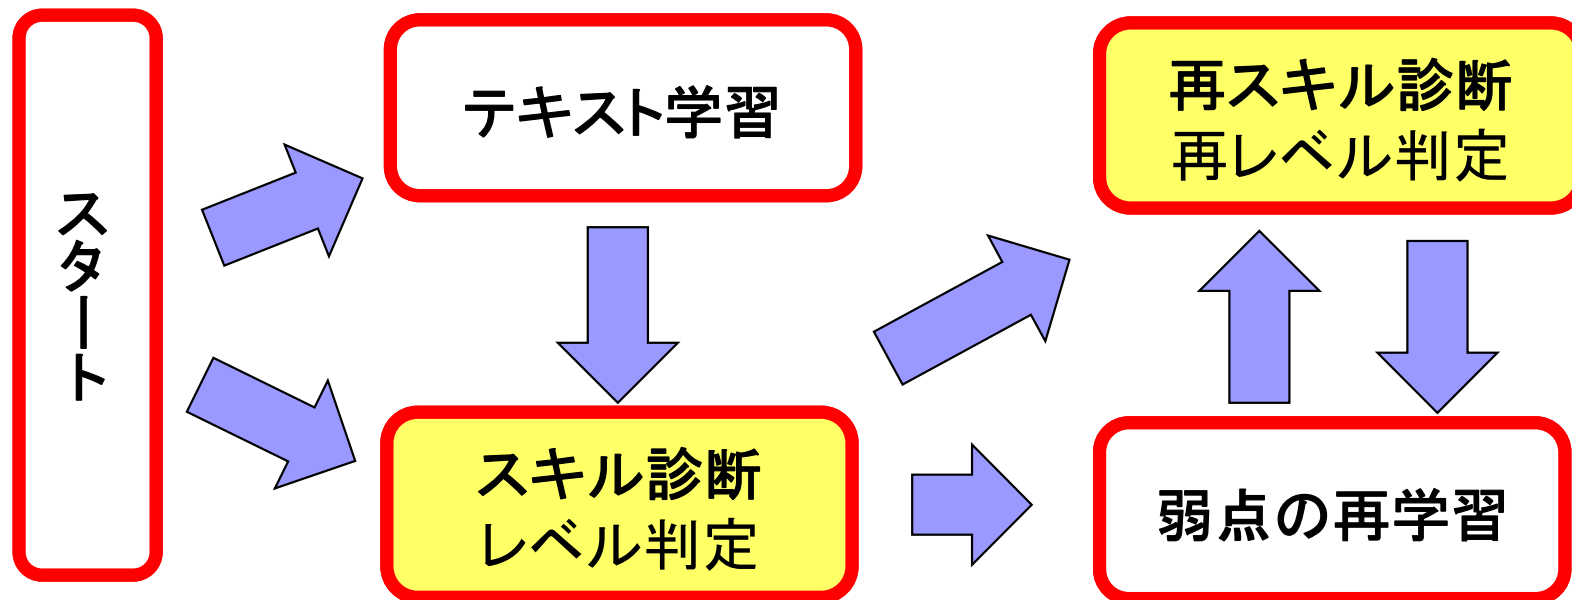 スタート
テキスト学習
スキル診断
レベル判定
再スキル診断
再レベル判定
弱点の再学習